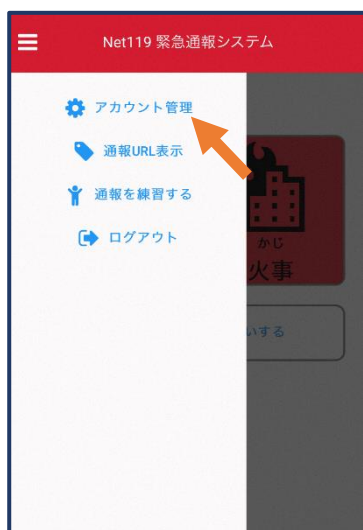 Net119 緊急通報システム
アカウント管理
通報URL表示
通報を練習する
ログアウト
かじ
火事
いする